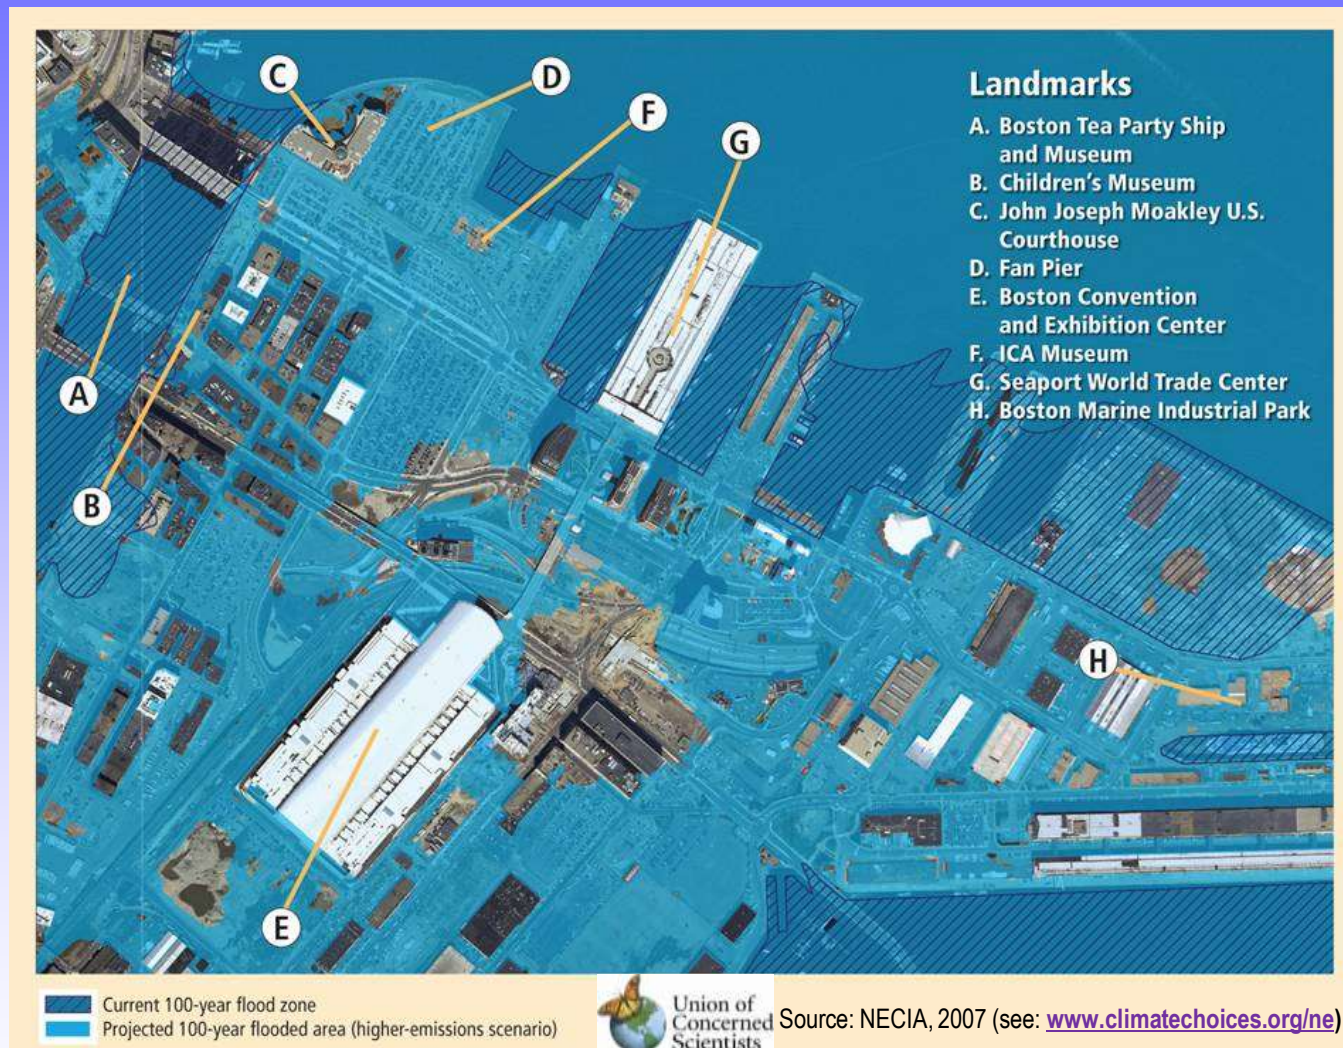 C
D
F
G
A
B
E
H
Landmarks
A. Boston Tea Party Ship
and Museum
B. Children's Museum
C. John Joseph Moakley U.S.
Courthouse
D. Fan Pier
E. Boston Convention
and Exhibition Center
F. ICA Museum
G. Seaport World Trade Center
H. Boston Marine Industrial Park
Current 100-year flood zone
Projected 100-year flooded area (higher-emissions scenario)
Union of
Concerned
Scientists
Source: NECIA, 2007 (see: www.climatechoices.org/ne)